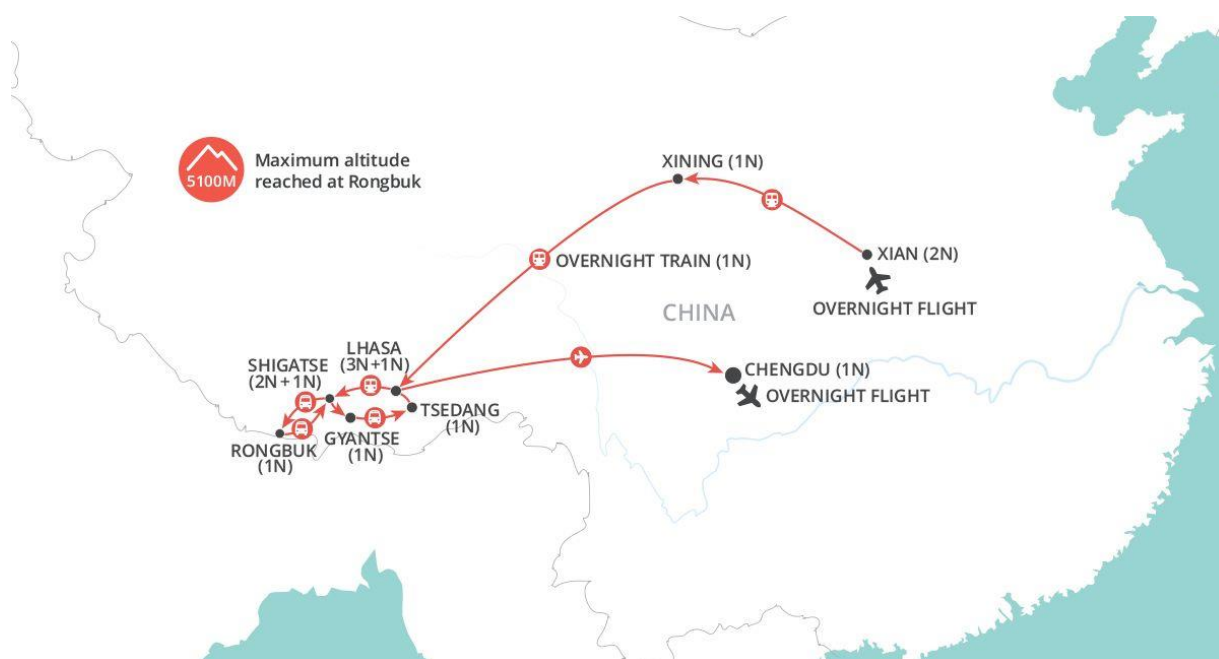 5100M
Maximum altitude
reached at Rongbuk
XINING (1N)
XIAN (2N)
OVERNIGHT TRAIN (1N)
OVERNIGHT FLIGHT
CHINA
LHASA
(3N+1N)
SHIGATSE
(2N + 1N)
CHENGDU (1N)
OVERNIGHT FLIGHT
TSEDANG
(1N)
GYANTSE
(1N)
RONGBUK
(1N)